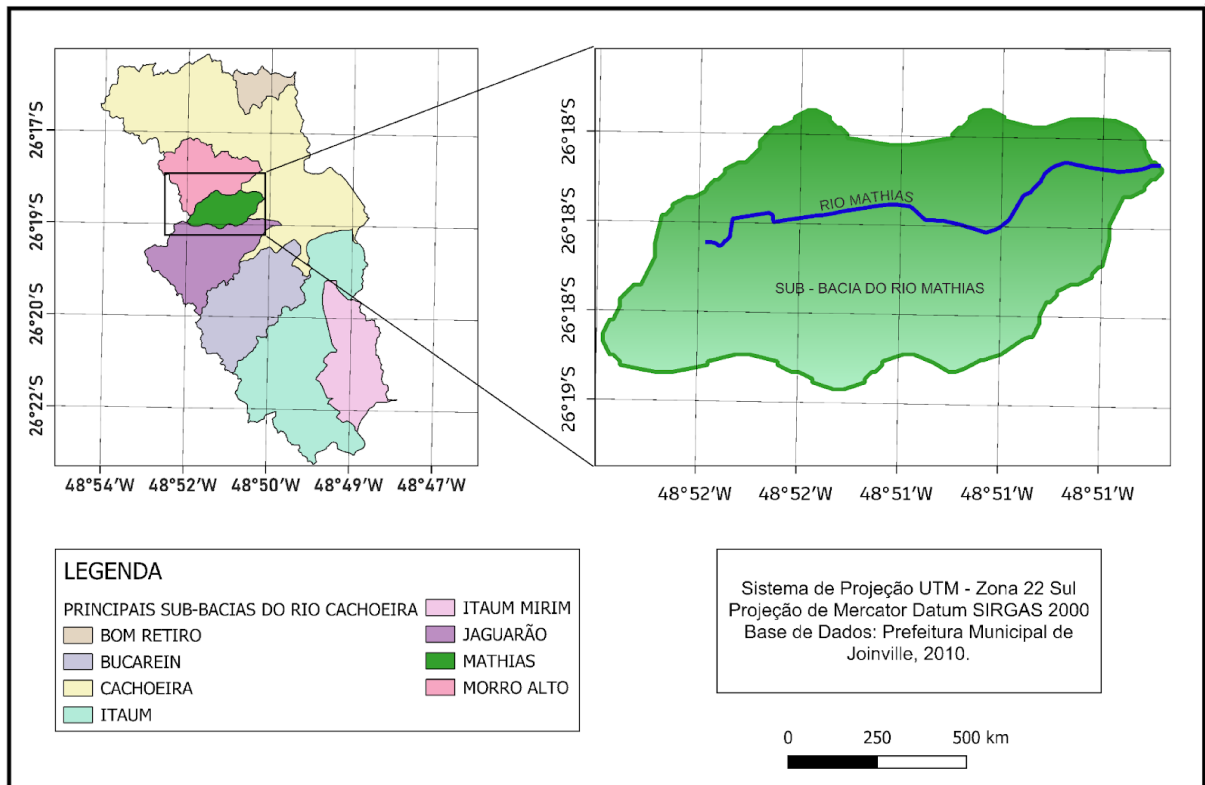 26°17'S
26°19'S
26°20'S
26°22'S
48°54'W 48°52'W 48°50'W 48°49'W 48°47'W
26°18'S
26°18'S
26°18'S
26°19'S
48°52'W 48°52'W 48°51'W 48°51'W 48°51'W
RIO MATHIAS
SUB - BACIA DO RIO MATHIAS
LEGENDA
PRINCIPAIS SUB-BACIAS DO RIO CACHOEIRA
BOM RETIRO
BUCAREIN
CACHOEIRA
ITAUM
ITAUM MIRIM
JAGUARÃO
MATHIAS
MORRO ALTO
Sistema de Projeção UTM - Zona 22 Sul
Projeção de Mercator Datum SIRGAS 2000
Base de Dados: Prefeitura Municipal de
Joinville, 2010.
0 250 500 km